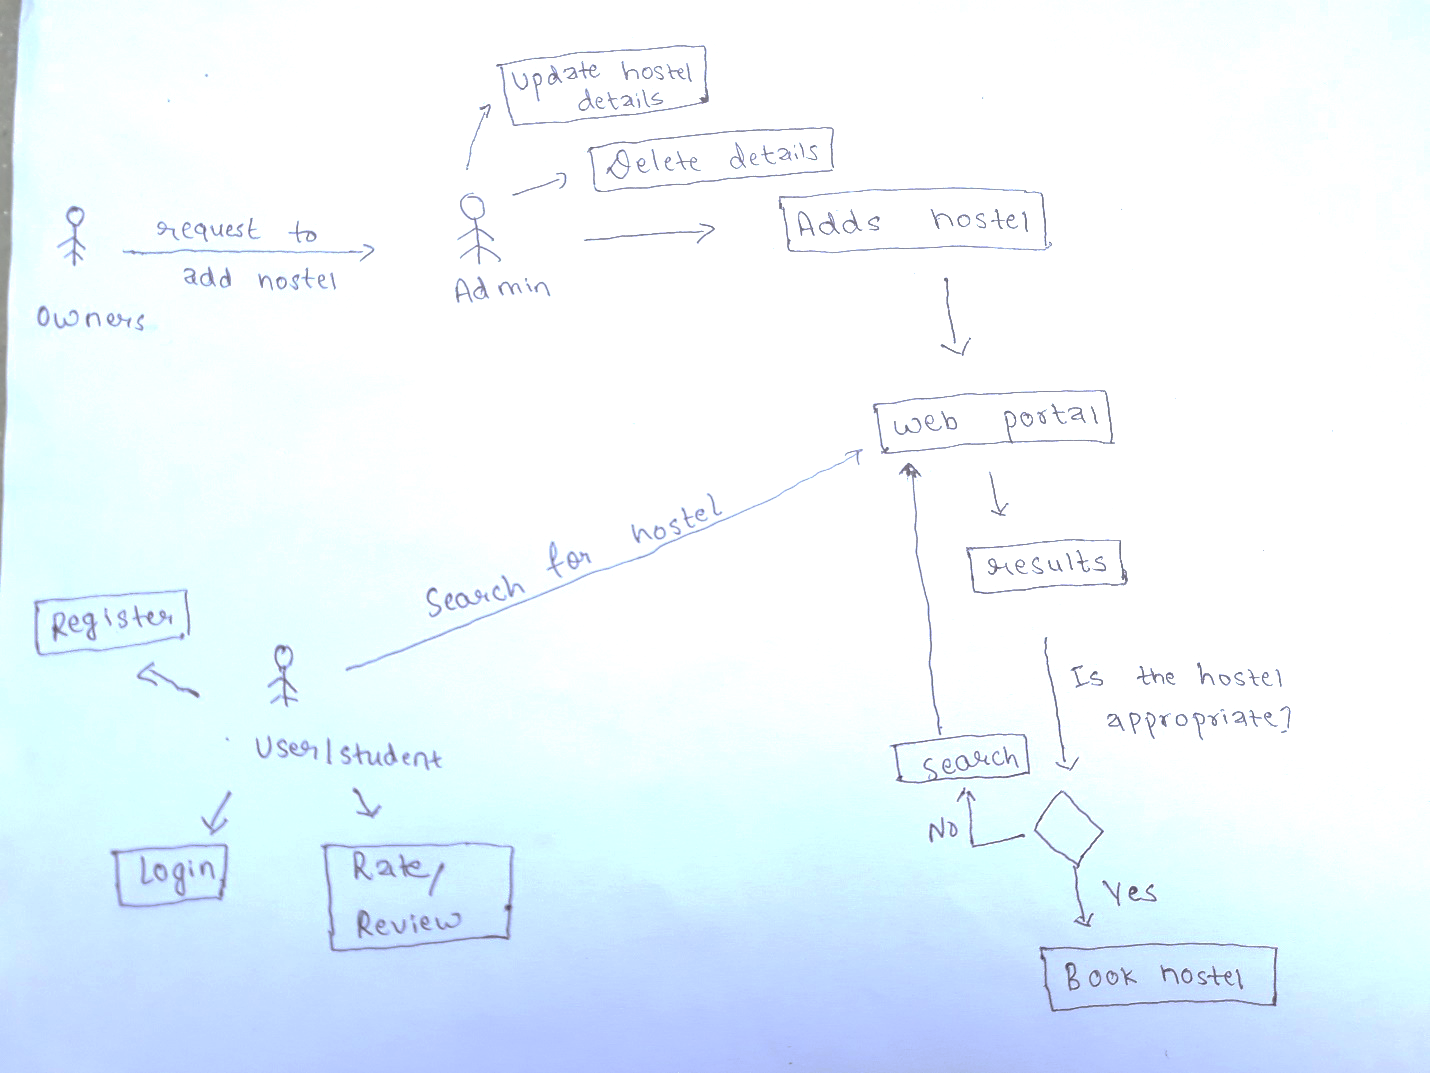 Update hostel
details
Delete details
request to
add hostel
Adds hostel
Admin
Owners
web portal
Search for hostel
results
Register
Is the hostel
appropriate?
User/student
search
No
Login
Rate/
Review
Yes
Book hostel